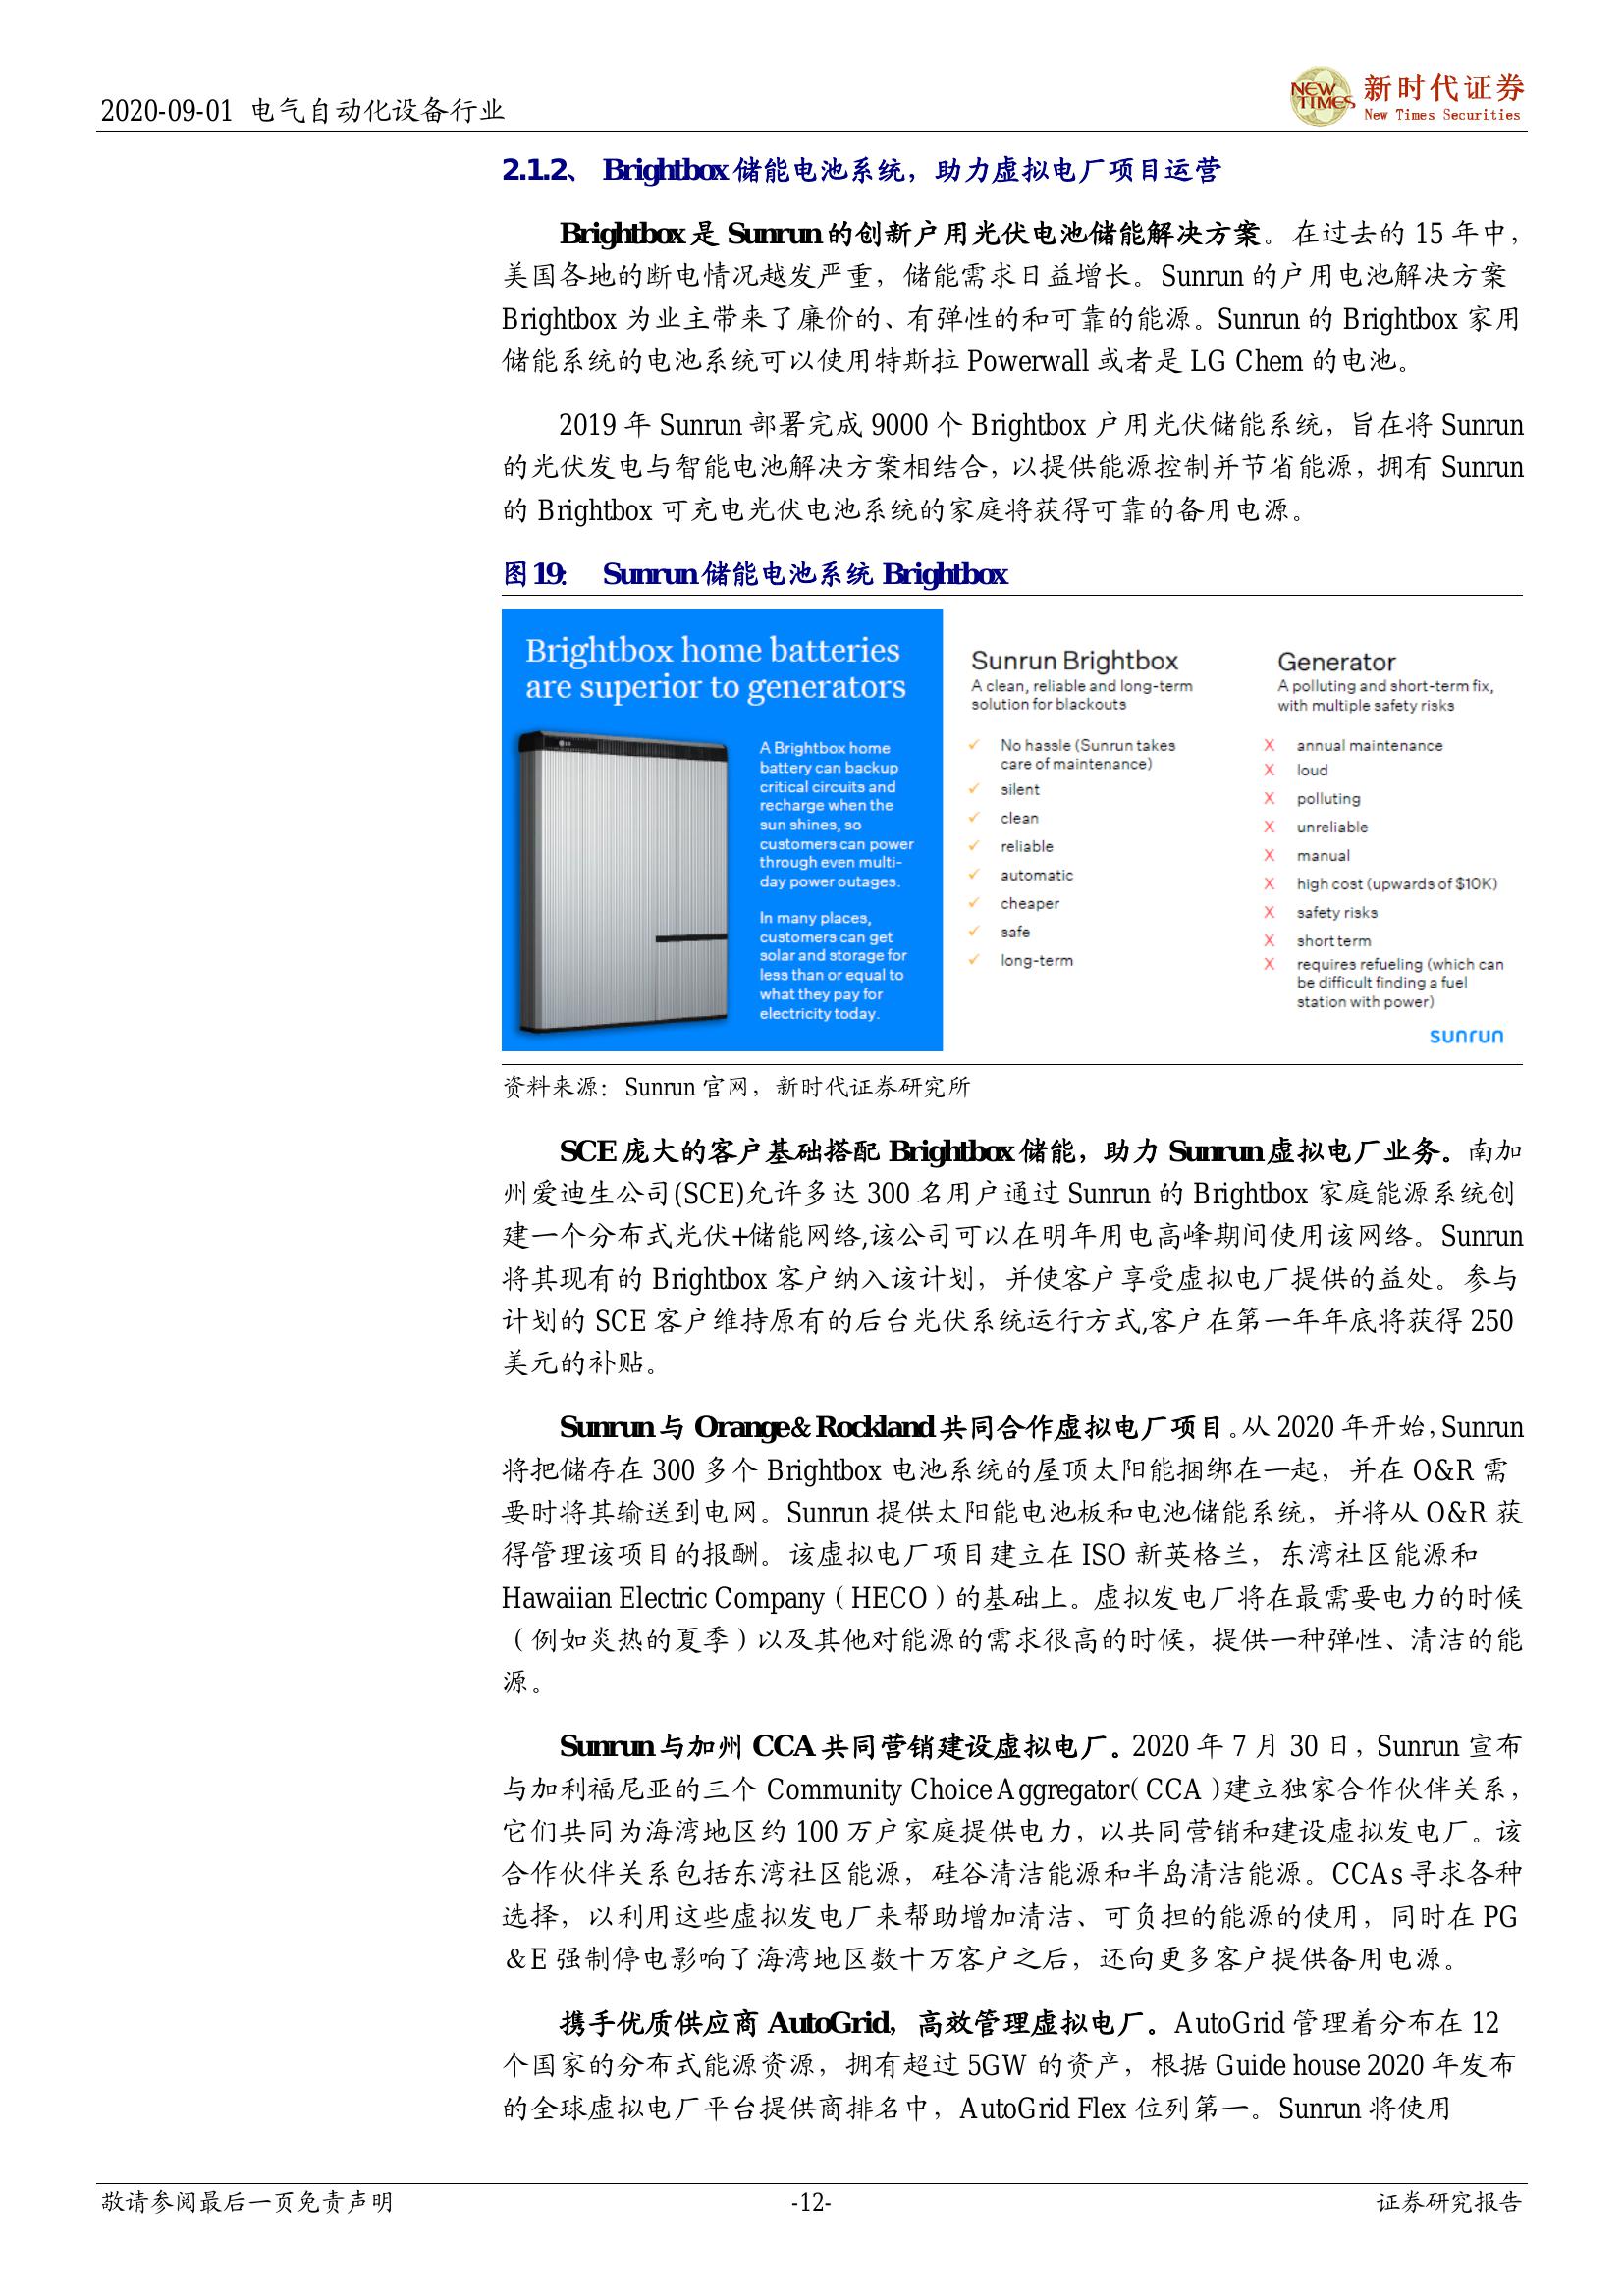 2020-09-01 电气自动化设备行业
NEW TIMES
新时代证券
New Times Securities
2.1.2、 Brightbox 储能电池系统，助力虚拟电厂项目运营
Brightbox 是 Sunrun 的创新户用光伏电池储能解决方案。在过去的 15 年中，
美国各地的断电情况越发严重，储能需求日益增长。Sunrun 的户用电池解决方案
Brightbox 为业主带来了廉价的、有弹性的和可靠的能源。Sunrun 的 Brightbox 家用
储能系统的电池系统可以使用特斯拉 Powerwall 或者是 LG Chem 的电池。
2019 年 Sunrun 部署完成 9000 个 Brightbox 户用光伏储能系统，旨在将 Sunrun
的光伏发电与智能电池解决方案相结合，以提供能源控制并节省能源，拥有 Sunrun
的 Brightbox 可充电光伏电池系统的家庭将获得可靠的备用电源。
图 19： Sunrun 储能电池系统 Brightbox
Brightbox home batteries
are superior to generators
A Brightbox home
battery can backup
critical circuits and
recharge when the
sun shines, so
customers can power
through even multi-
day power outages.
In many places,
customers can get
solar and storage for
less than or equal to
what they pay for
electricity today.
Sunrun Brightbox
A clean, reliable and long-term
solution for blackouts
✓ No hassle (Sunrun takes
care of maintenance)
✓ silent
✓ clean
✓ reliable
✓ automatic
✓ cheaper
✓ safe
✓ long-term
Generator
A polluting and short-term fix,
with multiple safety risks
X annual maintenance
X loud
X polluting
X unreliable
X manual
X high cost (upwards of $10K)
X safety risks
X short term
X requires refueling (which can
be difficult finding a fuel
station with power)
sunrun
资料来源：Sunrun 官网，新时代证券研究所
SCE 庞大的客户基础搭配 Brightbox 储能，助力 Sunrun 虚拟电厂业务。南加
州爱迪生公司(SCE)允许多达 300 名用户通过 Sunrun 的 Brightbox 家庭能源系统创
建一个分布式光伏+储能网络,该公司可以在明年用电高峰期间使用该网络。Sunrun
将其现有的 Brightbox 客户纳入该计划，并使客户享受虚拟电厂提供的益处。参与
计划的 SCE 客户维持原有的后台光伏系统运行方式,客户在第一年年底将获得 250
美元的补贴。
Sunrun 与 Orange& Rockland 共同合作虚拟电厂项目。从 2020 年开始，Sunrun
将把储存在 300 多个 Brightbox 电池系统的屋顶太阳能捆绑在一起，并在 O&R 需
要时将其输送到电网。Sunrun 提供太阳能电池板和电池储能系统，并将从 O&R 获
得管理该项目的报酬。该虚拟电厂项目建立在 ISO 新英格兰，东湾社区能源和
Hawaiian Electric Company（HECO）的基础上。虚拟发电厂将在最需要电力的时候
（例如炎热的夏季）以及其他对能源的需求很高的时候，提供一种弹性、清洁的能
源。
Sunrun 与加州 CCA 共同营销建设虚拟电厂。2020 年 7 月 30 日，Sunrun 宣布
与加利福尼亚的三个 Community Choice Aggregator（CCA）建立独家合作伙伴关系，
它们共同为海湾地区约 100 万户家庭提供电力，以共同营销和建设虚拟发电厂。该
合作伙伴关系包括东湾社区能源，硅谷清洁能源和半岛清洁能源。CCAs 寻求各种
选择，以利用这些虚拟发电厂来帮助增加清洁、可负担的能源的使用，同时在 PG
＆E 强制停电影响了海湾地区数十万客户之后，还向更多客户提供备用电源。
携手优质供应商 AutoGrid，高效管理虚拟电厂。AutoGrid 管理着分布在 12
个国家的分布式能源资源，拥有超过 5GW 的资产，根据 Guide house 2020 年发布
的全球虚拟电厂平台提供商排名中，AutoGrid Flex 位列第一。Sunrun 将使用
敬请参阅最后一页免责声明
-12-
证券研究报告